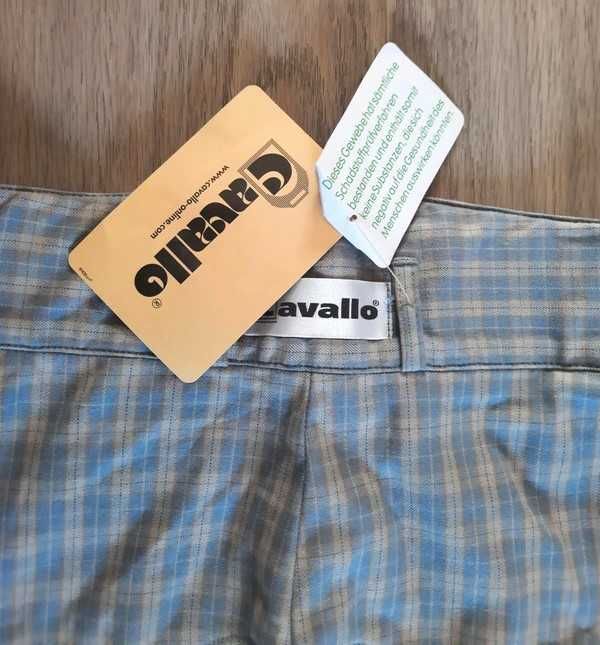 Cavallo®
www.cavallo-online.com
Dieses Gewebe hat sämtliche
Schadstoffprüfverfahren
bestanden und enthält somit
keine Substanzen, die sich
negativ auf die Gesundheit des
Menschen auswirken könnten.
avallo®